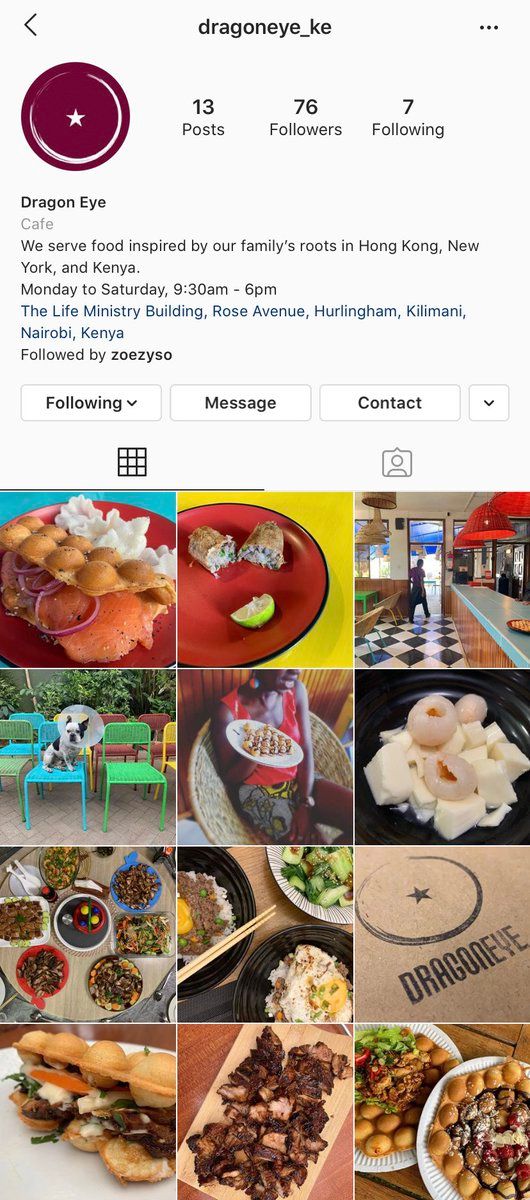 dragoneye_ke
13 76 7
Posts Followers Following
Dragon Eye
Cafe
We serve food inspired by our family’s roots in Hong Kong, New
York, and Kenya.
Monday to Saturday, 9:30am - 6pm
The Life Ministry Building, Rose Avenue, Hurlingham, Kilimani,
Nairobi, Kenya
Followed by zoezyso
Following Message Contact
DRAGONEYE